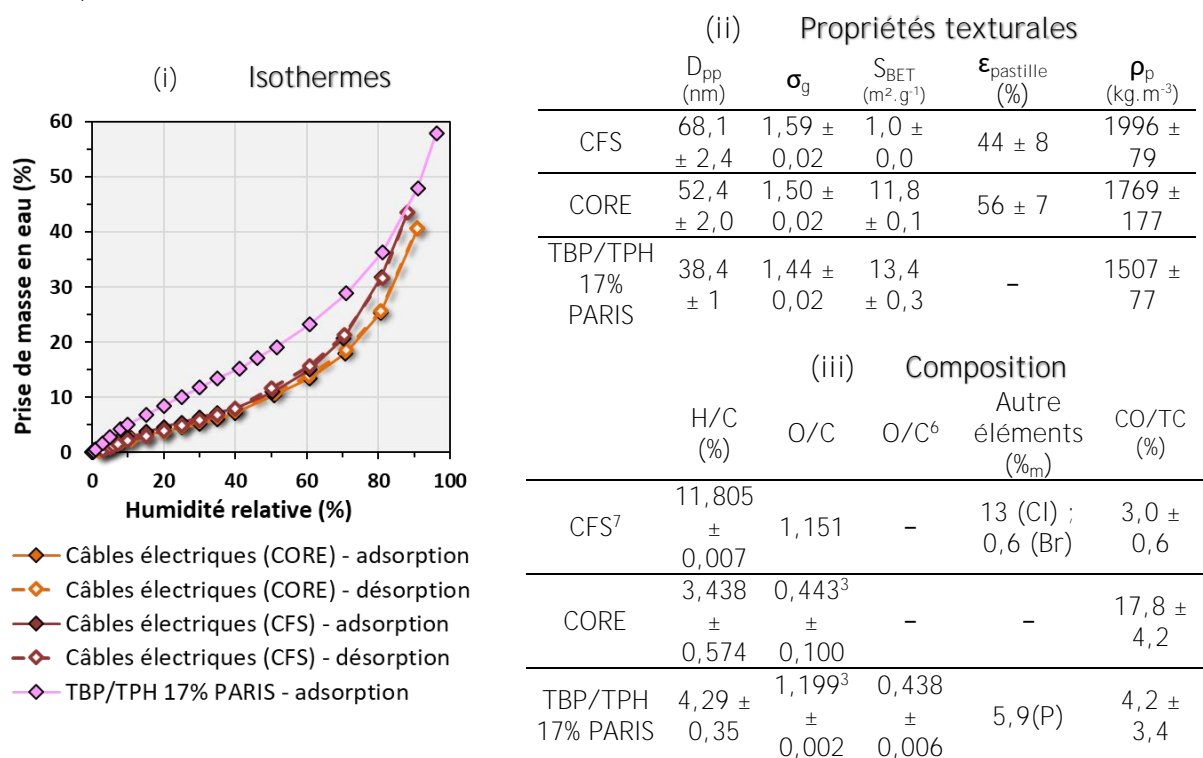 (i) Isothermes
Prise de masse en eau (%)
60
50
40
30
20
10
0
0 20 40 60 80 100
Humidité relative (%)
Câbles électriques (CORE) - adsorption
Câbles électriques (CORE) - désorption
Câbles électriques (CFS) - adsorption
Câbles électriques (CFS) - désorption
TBP/TPH 17% PARIS - adsorption
(ii) Propriétés texturales
Dpp (nm) σg SBET (m².g⁻¹) εpastille (%) ρp (kg.m⁻³)
CFS 68,1 ± 2,4 1,59 ± 0,02 1,0 ± 0,0 44 ± 8 1996 ± 79
CORE 52,4 ± 2,0 1,50 ± 0,02 11,8 ± 0,1 56 ± 7 1769 ± 177
TBP/TPH 17% PARIS 38,4 ± 1 1,44 ± 0,02 13,4 ± 0,3 – 1507 ± 77
(iii) Composition
H/C (%) O/C O/C⁶ Autre éléments (%m) CO/TC (%)
CFS⁷ 11,805 ± 0,007 1,151 – 13 (Cl) ; 0,6 (Br) 3,0 ± 0,6
CORE 3,438 ± 0,574 0,443³ ± 0,100 – – 17,8 ± 4,2
TBP/TPH 17% PARIS 4,29 ± 0,35 1,199³ ± 0,002 0,438 ± 0,006 5,9(P) 4,2 ± 3,4